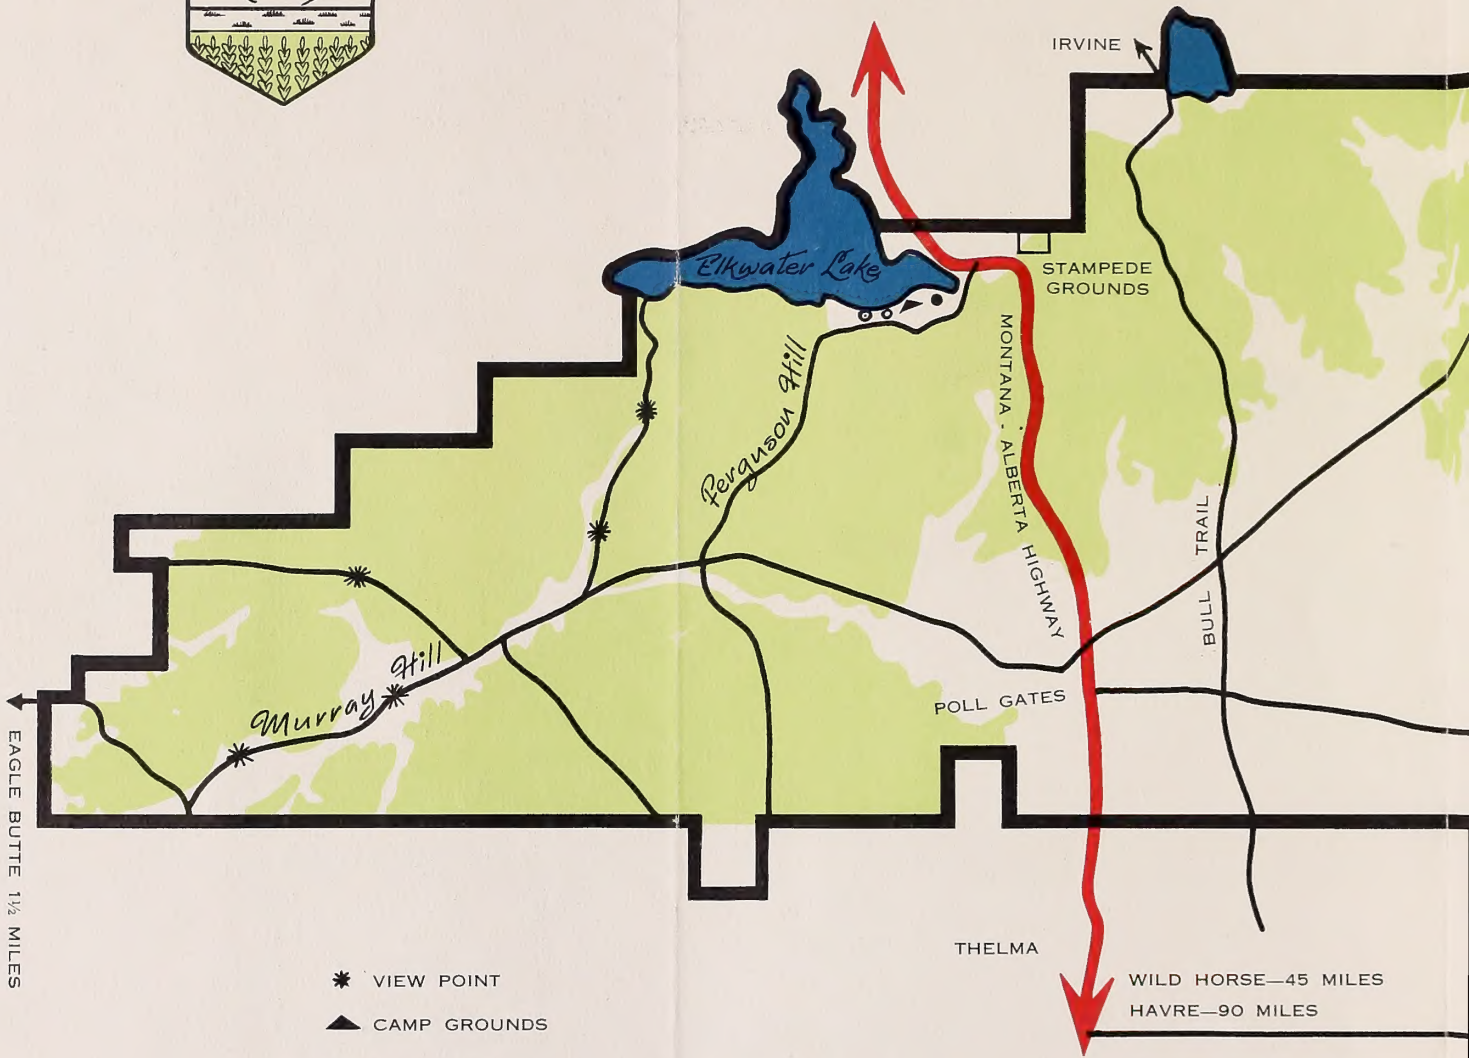 IRVINE
Elkwater Lake
STAMPEDE
GROUNDS
MONTANA - ALBERTA HIGHWAY
Ferguson Hill
BULL TRAIL
Murray Hill
POLL GATES
EAGLE BUTTE 1½ MILES
THELMA
VIEW POINT
CAMP GROUNDS
WILD HORSE—45 MILES
HAVRE—90 MILES